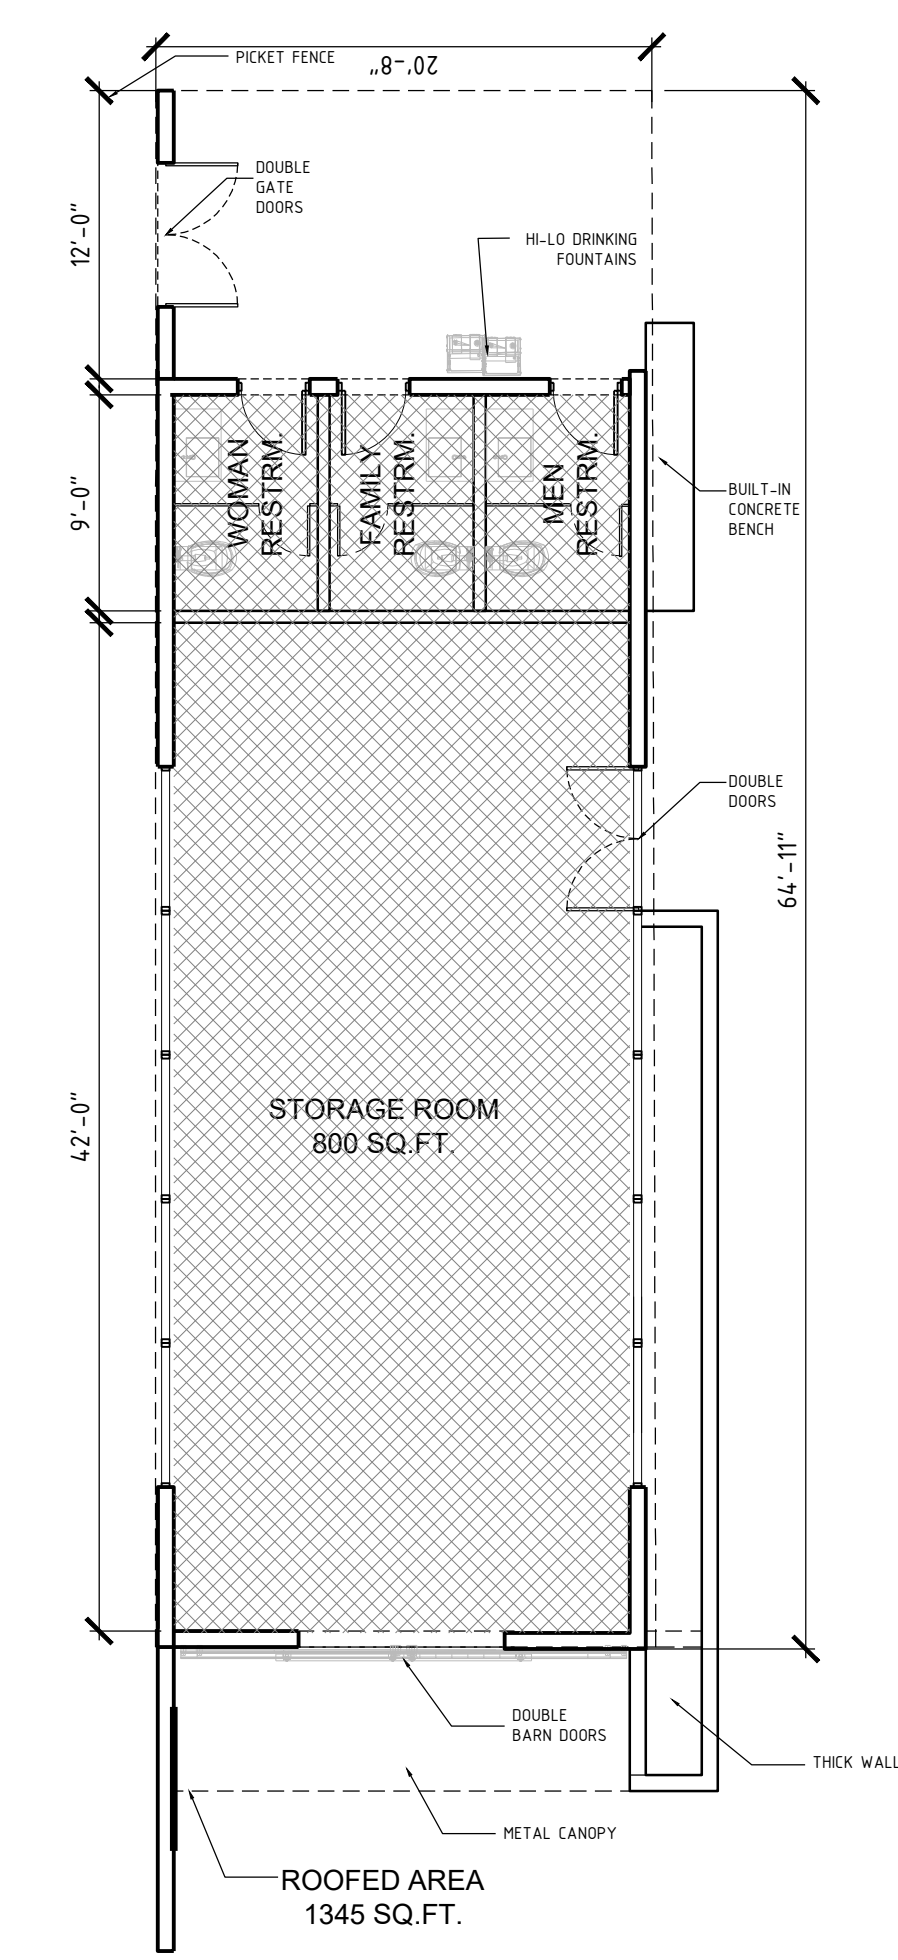 PICKET FENCE
20'-8"
DOUBLE
GATE
DOORS
12'-0"
HI-LO DRINKING
FOUNTAINS
WOMAN
RESTRM.
FAMILY
RESTRM.
MEN
RESTRM.
9'-0"
BUILT-IN
CONCRETE
BENCH
DOUBLE
DOORS
64'-11"
42'-0"
STORAGE ROOM
800 SQ.FT.
DOUBLE
BARN DOORS
THICK WALL
METAL CANOPY
ROOFED AREA
1345 SQ.FT.